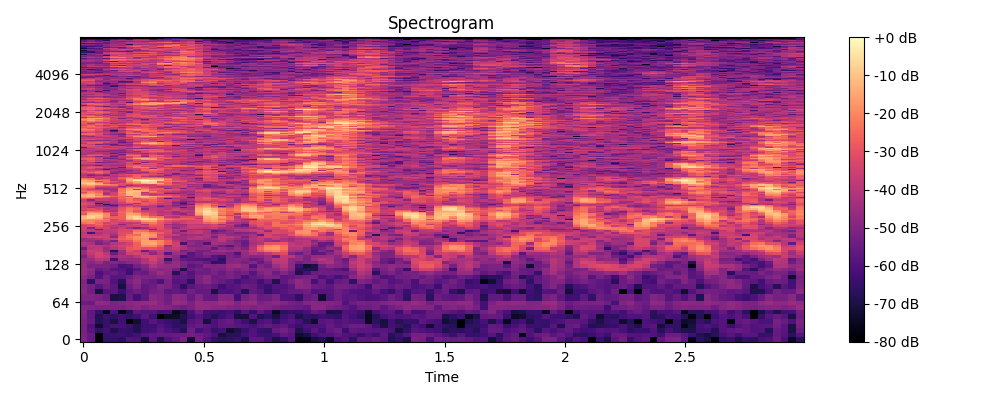 Spectrogram
Hz
4096
2048
1024
512
256
128
64
0
0
0.5
1
1.5
2
2.5
Time
+0 dB
-10 dB
-20 dB
-30 dB
-40 dB
-50 dB
-60 dB
-70 dB
-80 dB